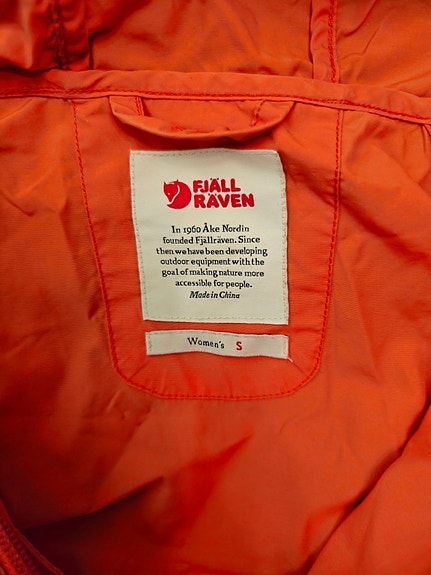 FJÄLL
RÄVEN
In 1960 Åke Nordin
founded Fjällräven. Since
then we have been developing
outdoor equipment with the
goal of making nature more
accessible for people.
Made in China
Women's S